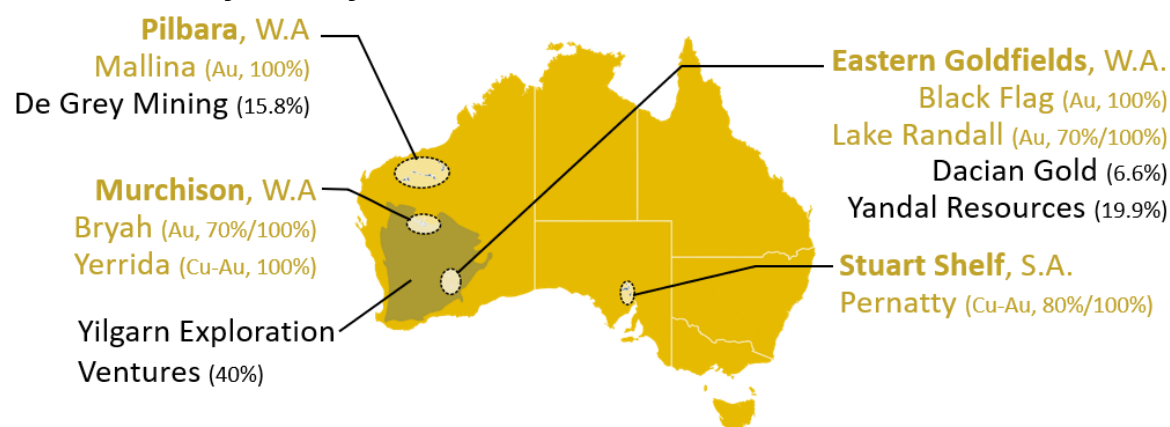 Pilbara, W.A
Mallina (Au, 100%)
De Grey Mining (15.8%)
Murchison, W.A
Bryah (Au, 70%/100%)
Yerrida (Cu-Au, 100%)
Yilgarn Exploration
Ventures (40%)
Eastern Goldfields, W.A.
Black Flag (Au, 100%)
Lake Randall (Au, 70%/100%)
Dacian Gold (6.6%)
Yandal Resources (19.9%)
Stuart Shelf, S.A.
Pernatty (Cu-Au, 80%/100%)